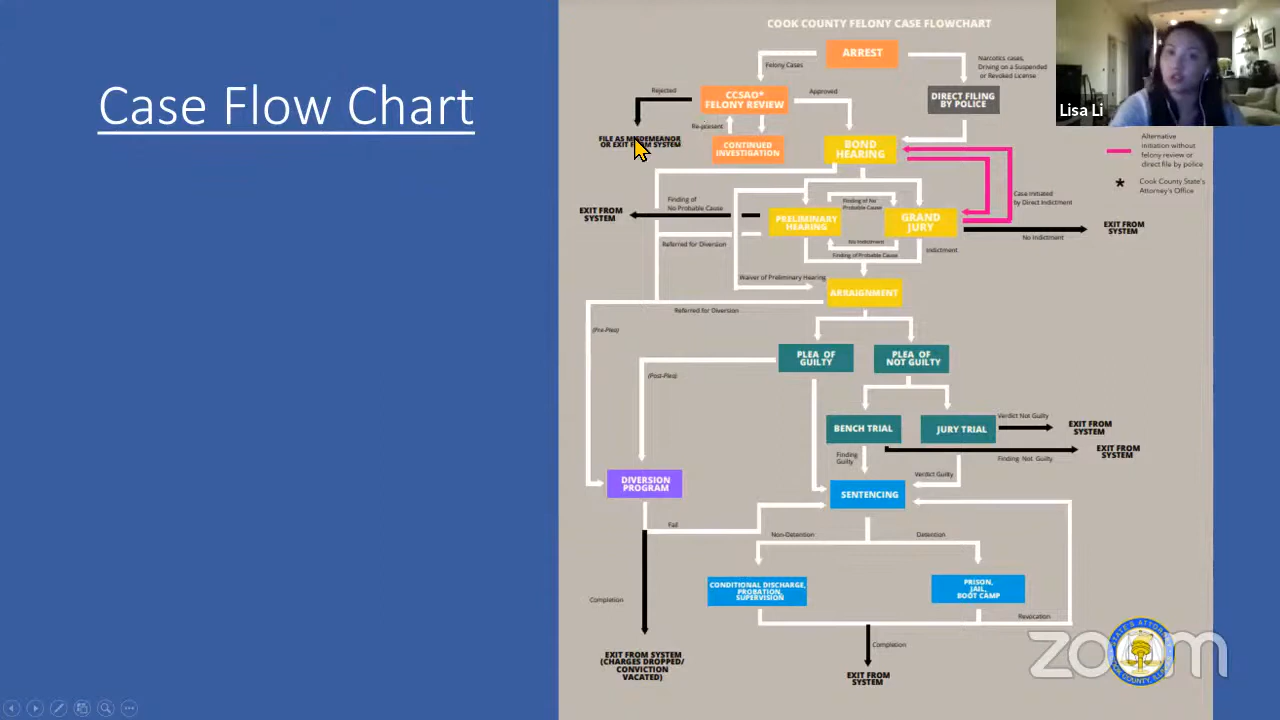 Case Flow Chart
COOK COUNTY FELONY CASE FLOWCHART
Lisa Li
ARREST
Felony Cases
Narcotics cases,
Driving on a Suspended
or Revoked License
CCSAO*
FELONY REVIEW
Rejected
Approved
DIRECT FILING
BY POLICE
Re-present
FILE AS MISDEMEANOR
OR EXIT FROM SYSTEM
CONTINUED
INVESTIGATION
BOND
HEARING
Alternative
initiation without
felony review or
direct file by police
*
Cook County State's
Attorney's Office
Case Initiated
by Direct Indictment
Finding of
No Probable Cause
EXIT FROM
SYSTEM
PRELIMINARY
HEARING
Finding of No
Probable Cause
GRAND
JURY
EXIT FROM
SYSTEM
No Indictment
Referred for Diversion
No Indictment
Indictment
Finding of Probable Cause
Waiver of Preliminary Hearing
ARRAIGNMENT
Referred for Diversion
(Pre-Plea)
PLEA OF
GUILTY
PLEA OF
NOT GUILTY
(Post-Plea)
BENCH TRIAL
JURY TRIAL
Verdict Not Guilty
EXIT FROM
SYSTEM
Finding
Guilty
Finding Not Guilty
EXIT FROM
SYSTEM
Verdict Guilty
DIVERSION
PROGRAM
SENTENCING
Fail
Non-Detention
Detention
CONDITIONAL DISCHARGE,
PROBATION,
SUPERVISION
PRISON,
JAIL,
BOOT CAMP
Completion
Revocation
Completion
EXIT FROM SYSTEM
(CHARGES DROPPED/
CONVICTION
VACATED)
EXIT FROM
SYSTEM
zoom